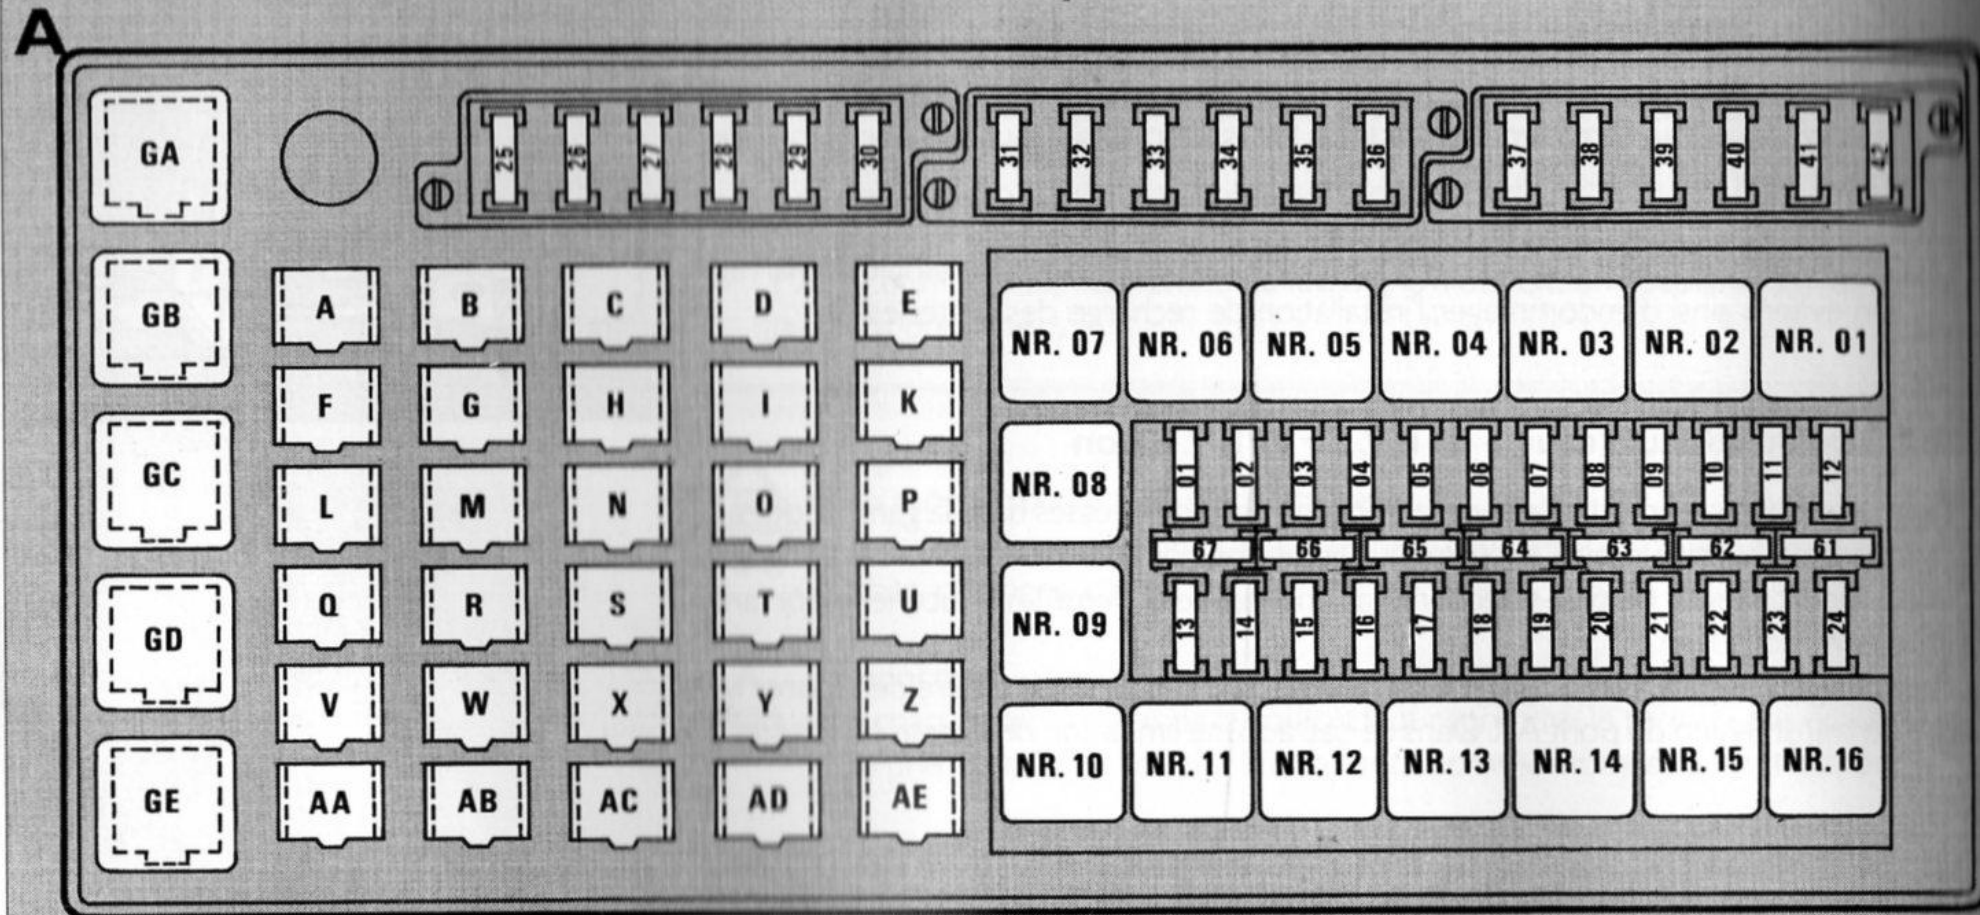 A
GA 25 26 27 28 29 30 31 32 33 34 35 36 37 38 39 40 41 42
GB A B C D E NR. 07 NR. 06 NR. 05 NR. 04 NR. 03 NR. 02 NR. 01
F G H I K
GC L M N O P NR. 08 01 02 03 04 05 06 07 08 09 10 11 12
67 66 65 64 63 62 61
GD Q R S T U NR. 09 13 14 15 16 17 18 19 20 21 22 23 24
V W X Y Z
GE AA AB AC AD AE NR. 10 NR. 11 NR. 12 NR. 13 NR. 14 NR. 15 NR.16